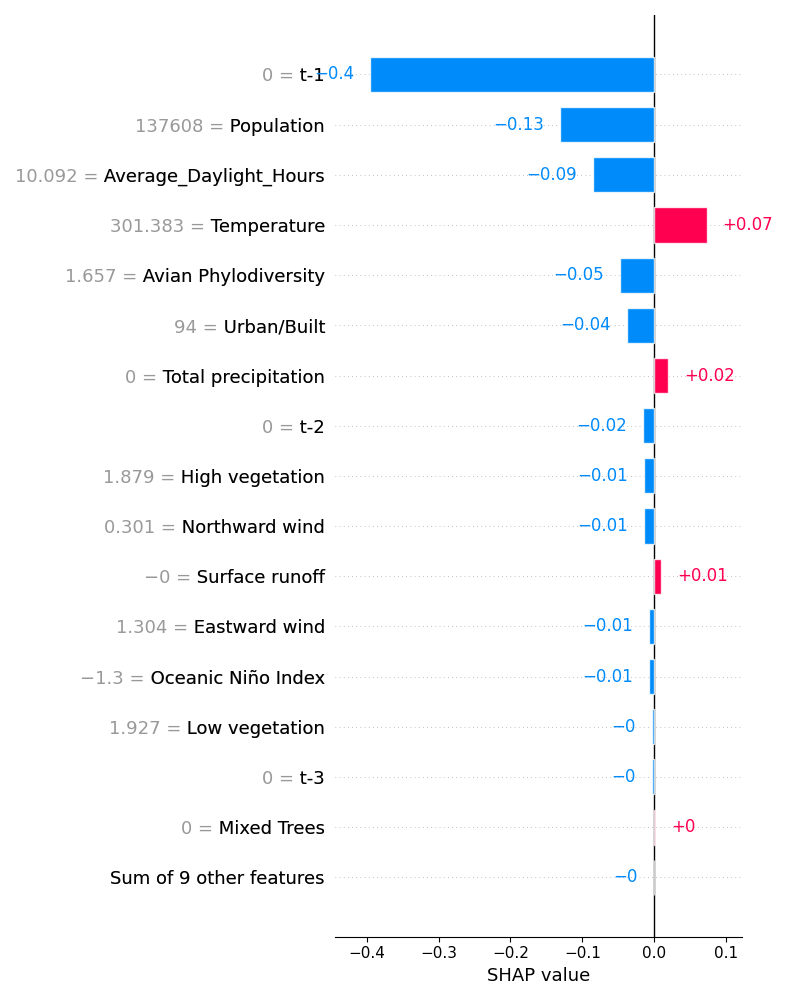 0 = t-1 −0.4
137608 = Population −0.13
10.092 = Average_Daylight_Hours −0.09
301.383 = Temperature +0.07
1.657 = Avian Phylodiversity −0.05
94 = Urban/Built −0.04
0 = Total precipitation +0.02
0 = t-2 −0.02
1.879 = High vegetation −0.01
0.301 = Northward wind −0.01
−0 = Surface runoff +0.01
1.304 = Eastward wind −0.01
−1.3 = Oceanic Niño Index −0.01
1.927 = Low vegetation −0
0 = t-3 −0
0 = Mixed Trees +0
Sum of 9 other features −0
−0.4 −0.3 −0.2 −0.1 0.0 0.1
SHAP value